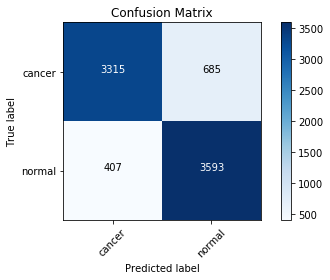 Confusion Matrix
True label
cancer
normal
3315 685
407 3593
cancer normal
Predicted label
3500
3000
2500
2000
1500
1000
500